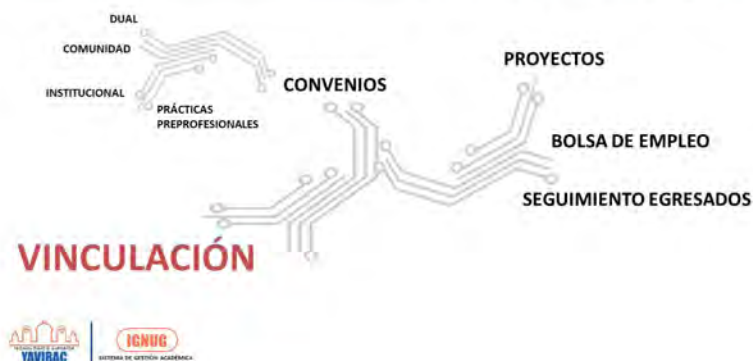 DUAL
COMUNIDAD
INSTITUCIONAL
PRÁCTICAS
PREPROFESIONALES
CONVENIOS
PROYECTOS
BOLSA DE EMPLEO
SEGUIMIENTO EGRESADOS
VINCULACIÓN
YAVIRAC
IGNUG
SISTEMA DE GESTIÓN ACADÉMICA